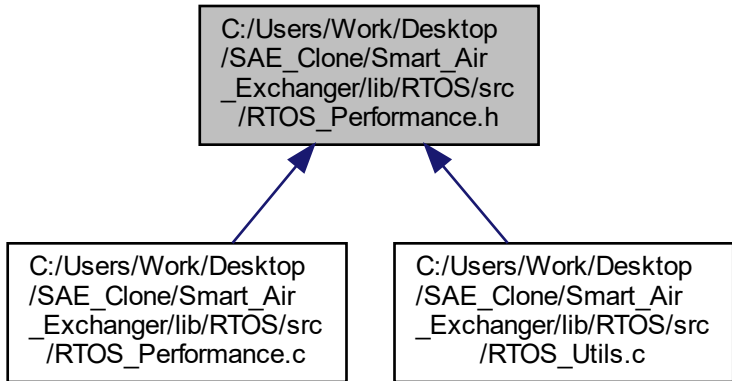 C:/Users/Work/Desktop
/SAE_Clone/Smart_Air
_Exchanger/lib/RTOS/src
/RTOS_Performance.h
C:/Users/Work/Desktop
/SAE_Clone/Smart_Air
_Exchanger/lib/RTOS/src
/RTOS_Performance.c
C:/Users/Work/Desktop
/SAE_Clone/Smart_Air
_Exchanger/lib/RTOS/src
/RTOS_Utils.c